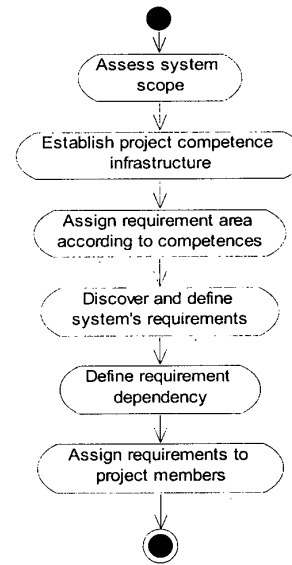 Assess system
scope
Establish project competence
infrastructure
Assign requirement area
according to competences
Discover and define
system's requirements
Define requirement
dependency
Assign requirements to
project members